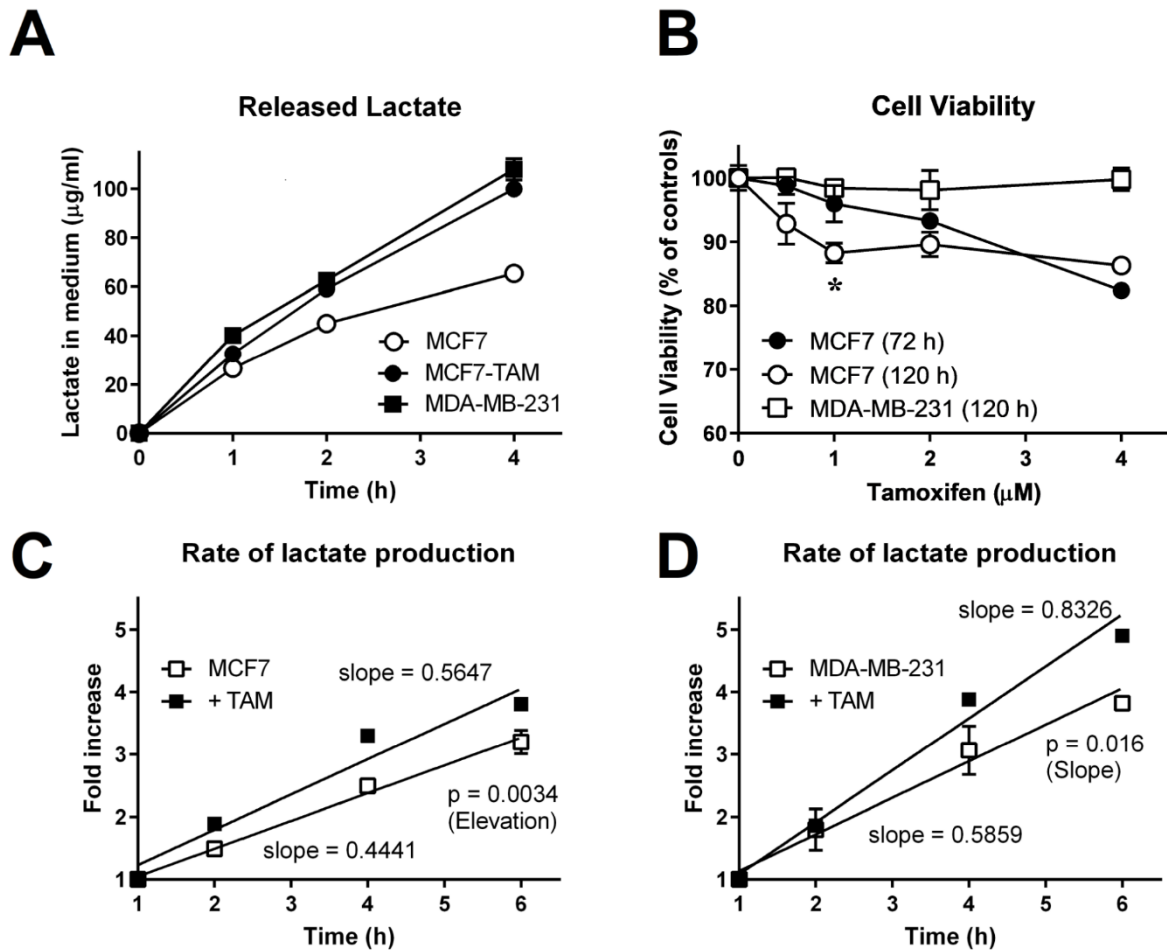 A
Released Lactate
Lactate in medium (μg/ml)
100
80
60
40
20
0
0 1 2 3 4
Time (h)
MCF7
MCF7-TAM
MDA-MB-231
B
Cell Viability
Cell Viability (% of controls)
100
90
80
70
60
0 1 2 3 4
Tamoxifen (μM)
*
MCF7 (72 h)
MCF7 (120 h)
MDA-MB-231 (120 h)
C
Rate of lactate production
Fold increase
5
4
3
2
1
1 2 3 4 5 6
Time (h)
MCF7
+ TAM
slope = 0.5647
p = 0.0034
(Elevation)
slope = 0.4441
D
Rate of lactate production
Fold increase
5
4
3
2
1
1 2 3 4 5 6
Time (h)
slope = 0.8326
MDA-MB-231
+ TAM
p = 0.016
(Slope)
slope = 0.5859